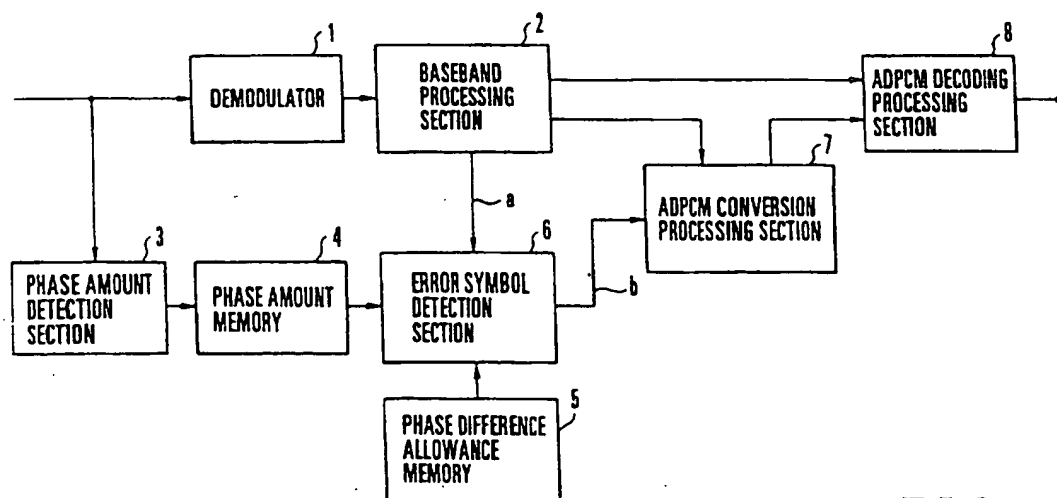 1
DEMODULATOR
2
BASEBAND
PROCESSING
SECTION
8
ADPCM DECODING
PROCESSING
SECTION
7
ADPCM CONVERSION
PROCESSING SECTION
a
3
PHASE AMOUNT
DETECTION
SECTION
4
PHASE AMOUNT
MEMORY
6
ERROR SYMBOL
DETECTION
SECTION
b
5
PHASE DIFFERENCE
ALLOWANCE
MEMORY